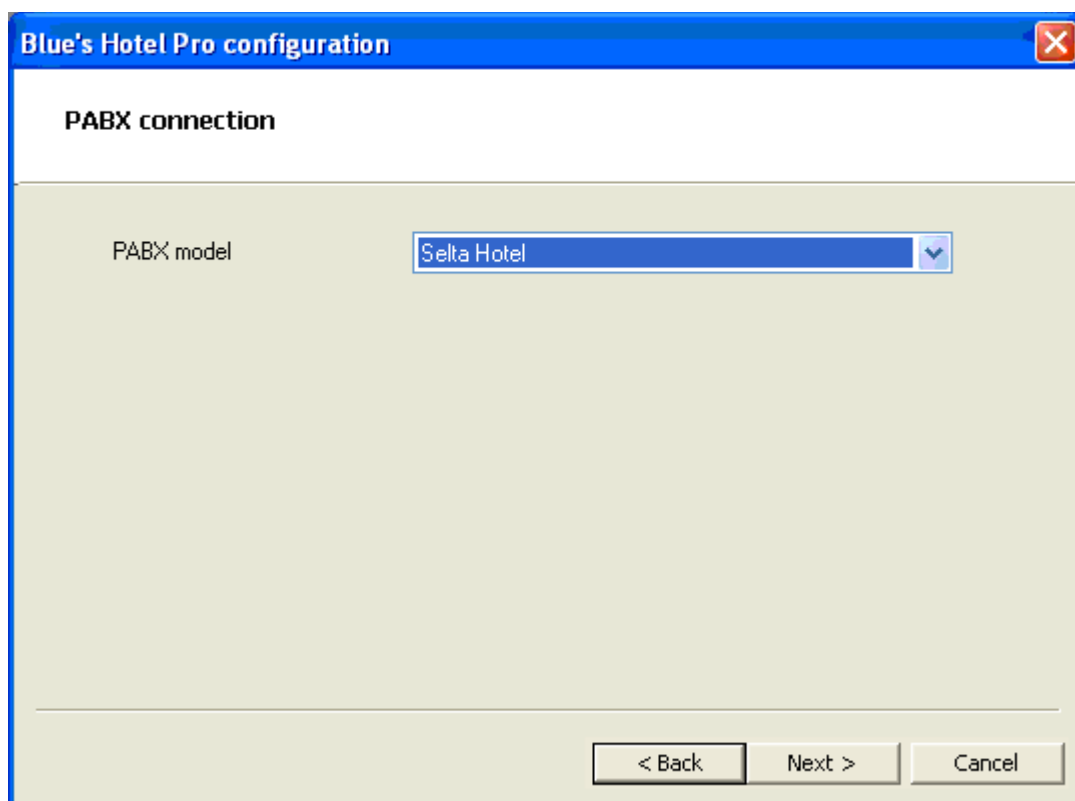 Blue's Hotel Pro configuration
PABX connection
PABX model
Selta Hotel
< Back
Next >
Cancel